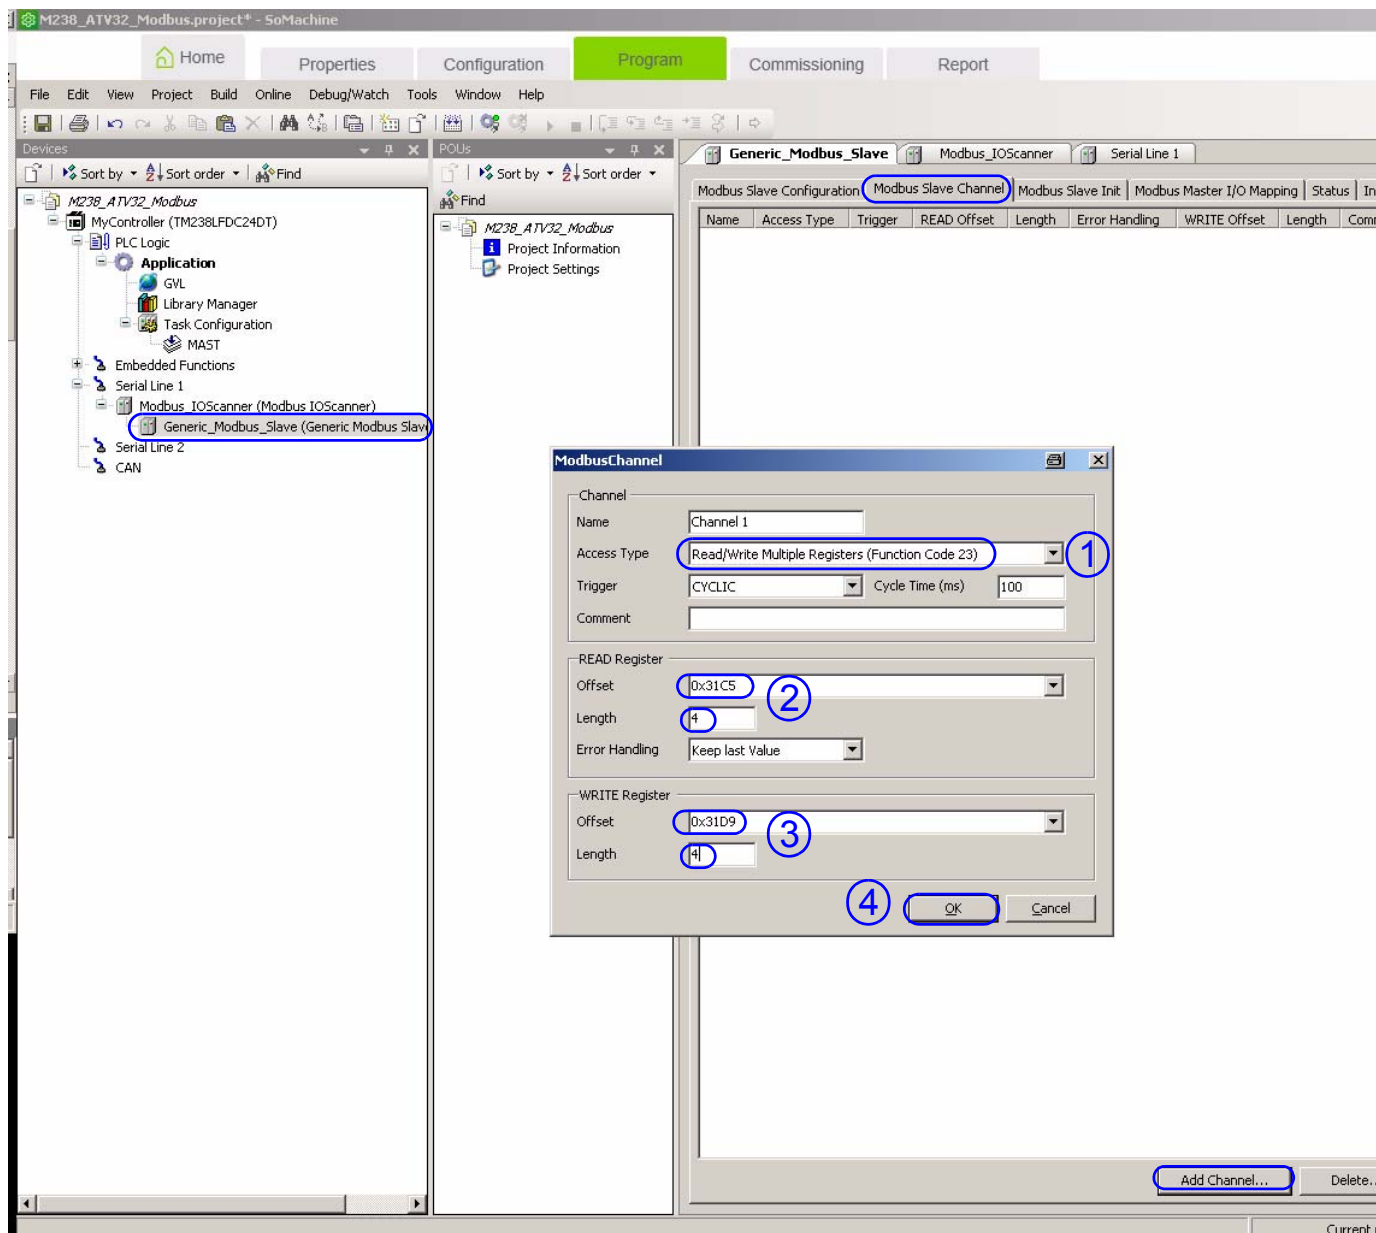 M238_ATV32_Modbus.project* - SoMachine
Home Properties Configuration Program Commissioning Report
File Edit View Project Build Online Debug/Watch Tools Window Help
Devices
Sort by Sort order Find
M238_ATV32_Modbus
MyController (TM238LFDC24DT)
PLC Logic
Application
GVL
Library Manager
Task Configuration
MAST
Embedded Functions
Serial Line 1
Modbus_IOScanner (Modbus IOScanner)
Generic_Modbus_Slave (Generic Modbus Slav
Serial Line 2
CAN
POUs
Sort by Sort order
Find
M238_ATV32_Modbus
Project Information
Project Settings
Generic_Modbus_Slave Modbus_IOScanner Serial Line 1
Modbus Slave Configuration Modbus Slave Channel Modbus Slave Init Modbus Master I/O Mapping Status In
Name Access Type Trigger READ Offset Length Error Handling WRITE Offset Length Com
ModbusChannel
Channel
Name Channel 1
Access Type Read/Write Multiple Registers (Function Code 23) 1
Trigger CYCLIC Cycle Time (ms) 100
Comment
READ Register
Offset 0x31C5 2
Length 4
Error Handling Keep last Value
WRITE Register
Offset 0x31D9 3
Length 4
4 OK Cancel
Add Channel... Delete..
Current